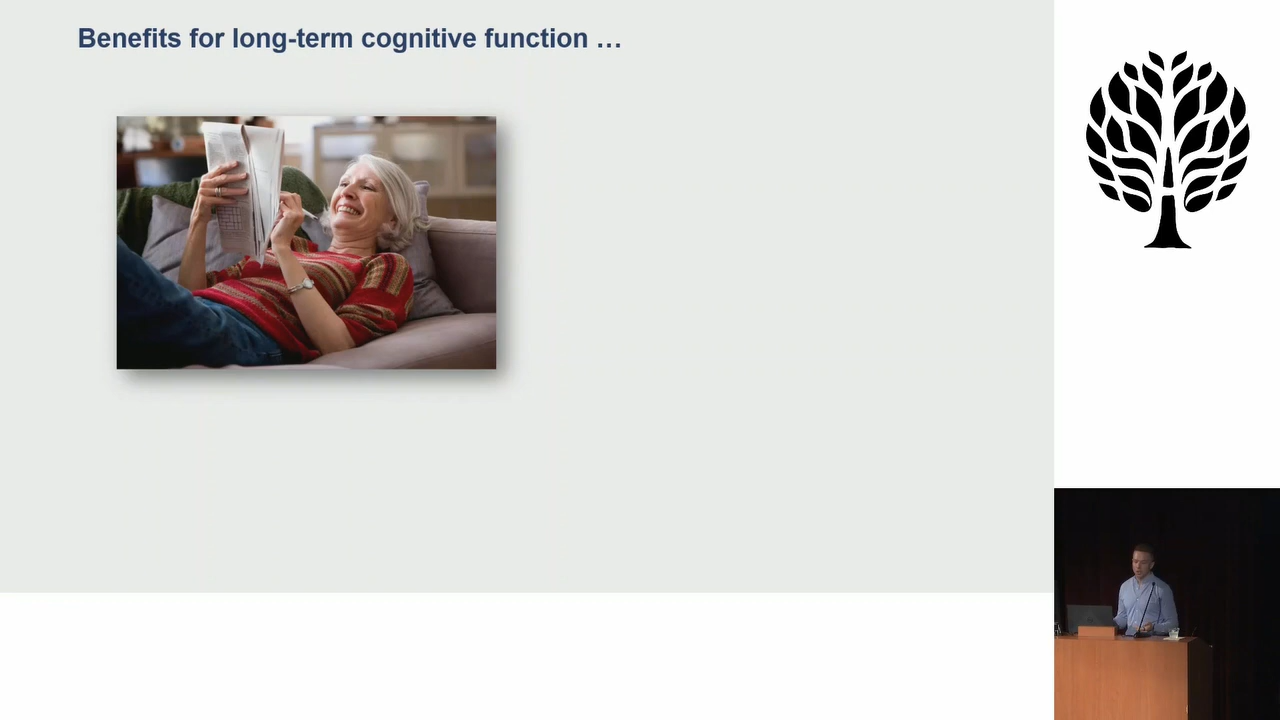 Benefits for long-term cognitive function …